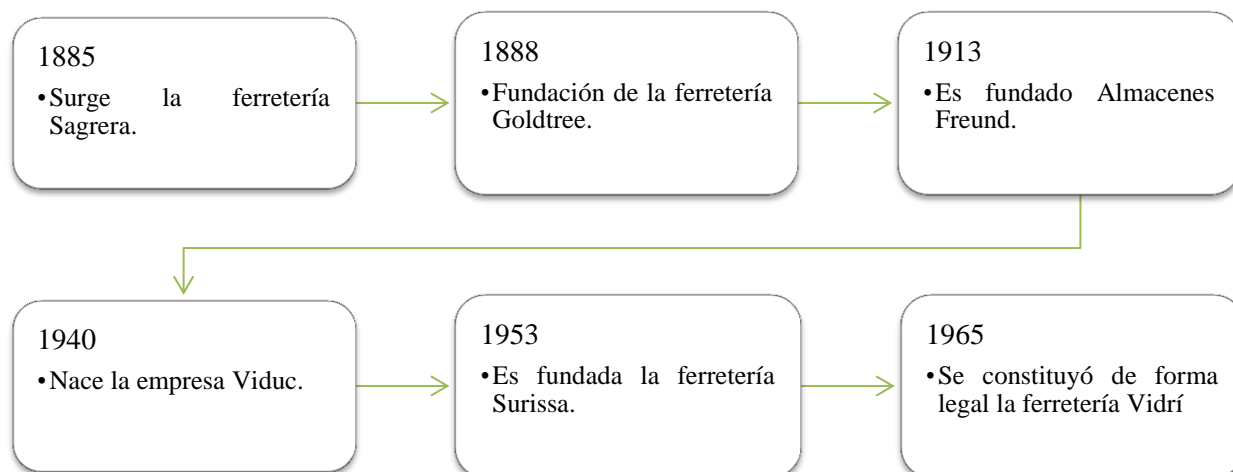 1885
•Surge la ferretería
Sagrera.
1888
•Fundación de la ferretería
Goldtree.
1913
•Es fundado Almacenes
Freund.
1940
•Nace la empresa Viduc.
1953
•Es fundada la ferretería
Surissa.
1965
•Se constituyó de forma
legal la ferretería Vidrí